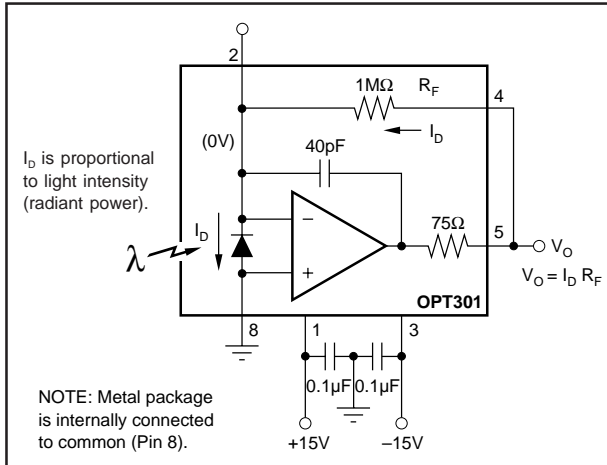 2
1MΩ R_F
4
I_D
(0V)
40pF
I_D is proportional
to light intensity
(radiant power).
I_D
λ
–
+
75Ω
5
V_O
V_O = I_D R_F
OPT301
8
1
3
0.1µF 0.1µF
NOTE: Metal package
is internally connected
to common (Pin 8).
+15V
–15V